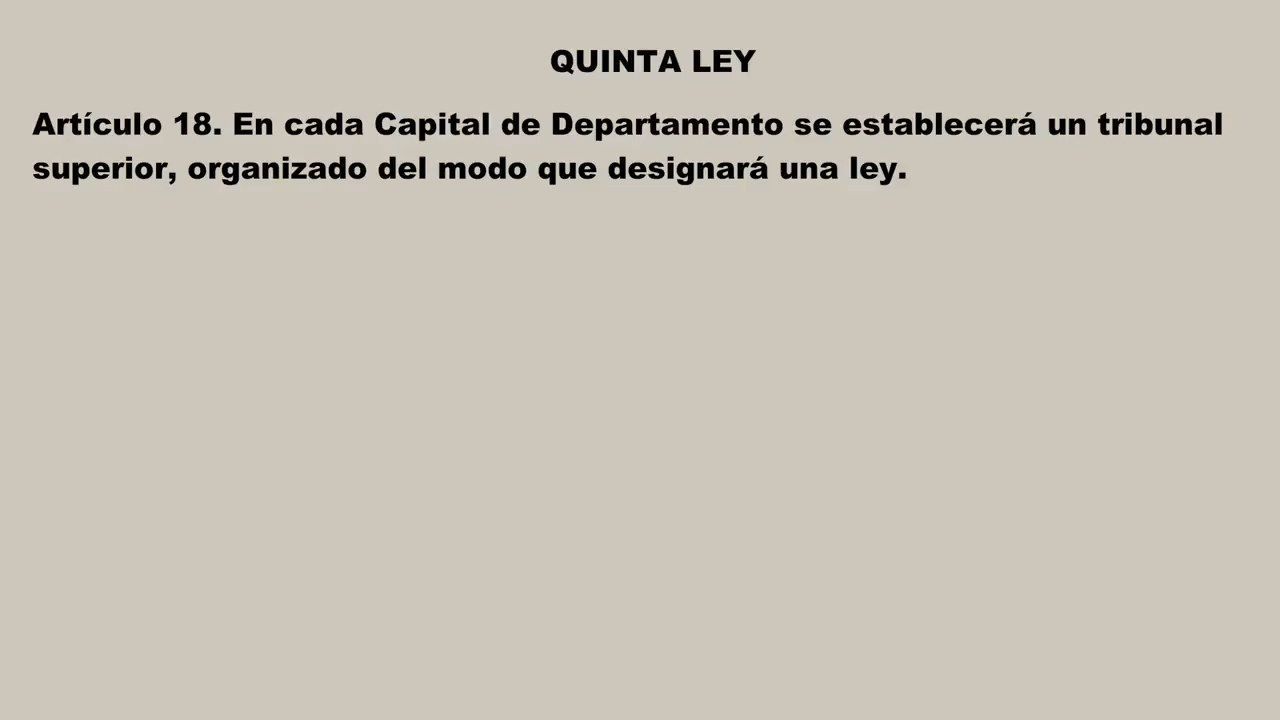 QUINTA LEY
Artículo 18. En cada Capital de Departamento se establecerá un tribunal
superior, organizado del modo que designará una ley.